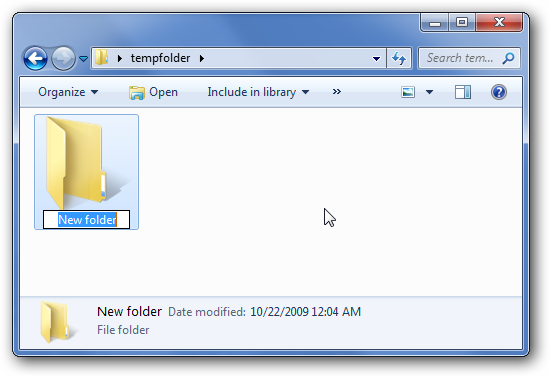 tempfolder
Search tem...
Organize Open Include in library »
New folder
New folder Date modified: 10/22/2009 12:04 AM
File folder